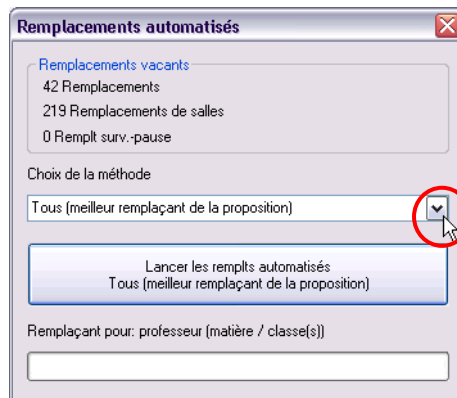 Remplacements automatisés
Remplacements vacants
42 Remplacements
219 Remplacements de salles
0 Remplt surv.-pause
Choix de la méthode
Tous (meilleur remplaçant de la proposition)
Lancer les remplts automatisés
Tous (meilleur remplaçant de la proposition)
Remplaçant pour: professeur (matière / classe(s))